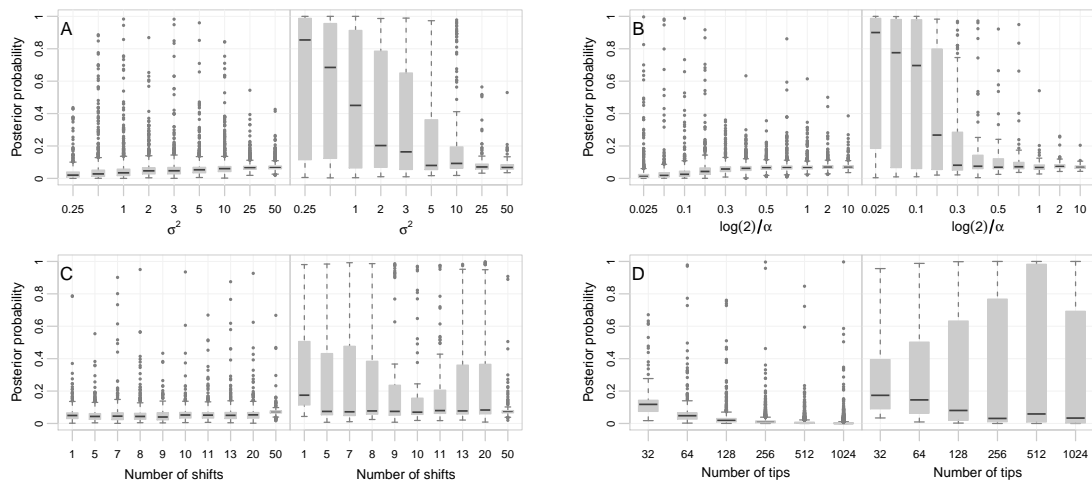 A
Posterior probability
1
0.8
0.6
0.4
0.2
0
0.25 1 2 3 5 10 25 50 0.25 1 2 3 5 10 25 50
σ² σ²
B
Posterior probability
1
0.8
0.6
0.4
0.2
0
0.025 0.1 0.3 0.5 1 2 10 0.025 0.1 0.3 0.5 1 2 10
log(2)/α log(2)/α
C
Posterior probability
1
0.8
0.6
0.4
0.2
0
1 5 7 8 9 10 11 13 20 50 1 5 7 8 9 10 11 13 20 50
Number of shifts Number of shifts
D
Posterior probability
1
0.8
0.6
0.4
0.2
0
32 64 128 256 512 1024 32 64 128 256 512 1024
Number of tips Number of tips